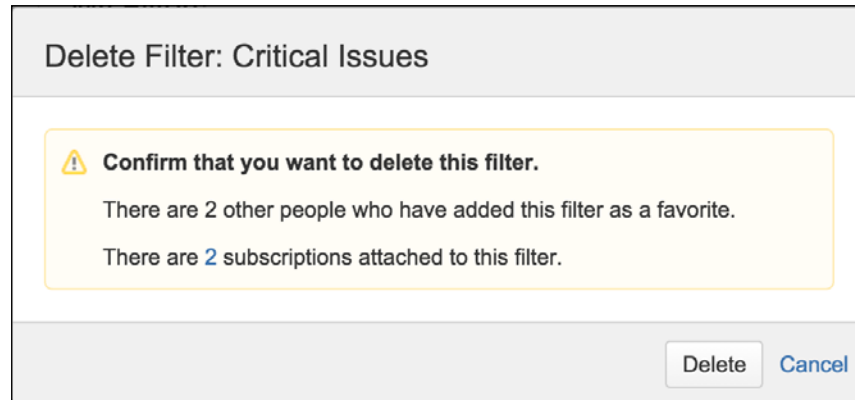 Delete Filter: Critical Issues
Confirm that you want to delete this filter.
There are 2 other people who have added this filter as a favorite.
There are 2 subscriptions attached to this filter.
Delete Cancel